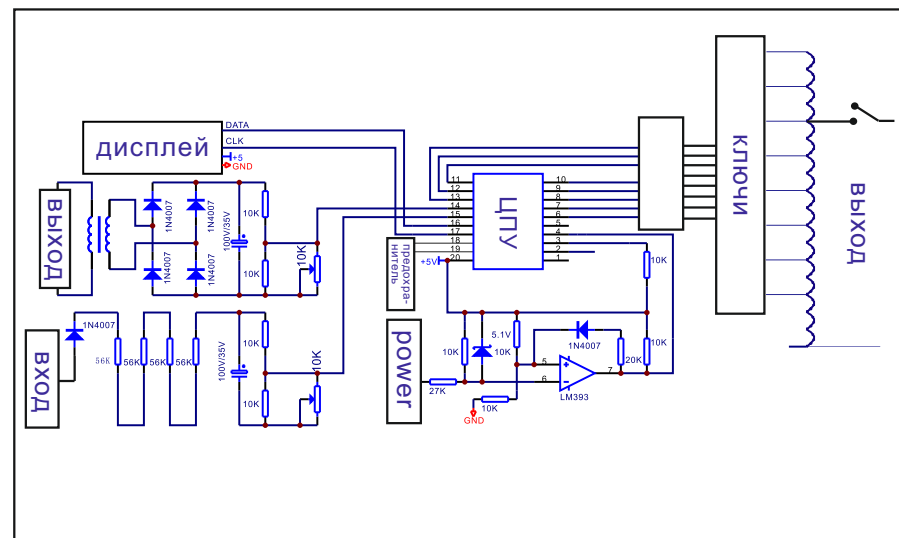 DATA
CLK
+5
GND
дисплей
выход
1N4007
1N4007
1N4007
1N4007
100V/35V
10K
10K
10K
вход
1N4007
56K
56K
56K
56K
100V/35V
10K
10K
10K
11
12
13
14
15
16
17
18
19
20
ЦПУ
10
9
8
7
6
5
4
3
2
1
предохра-
нитель
+5V
power
27K
10K
10K
5.1V
10K
GND
1N4007
5
6
7
LM393
20K
10K
10K
ключи
выход